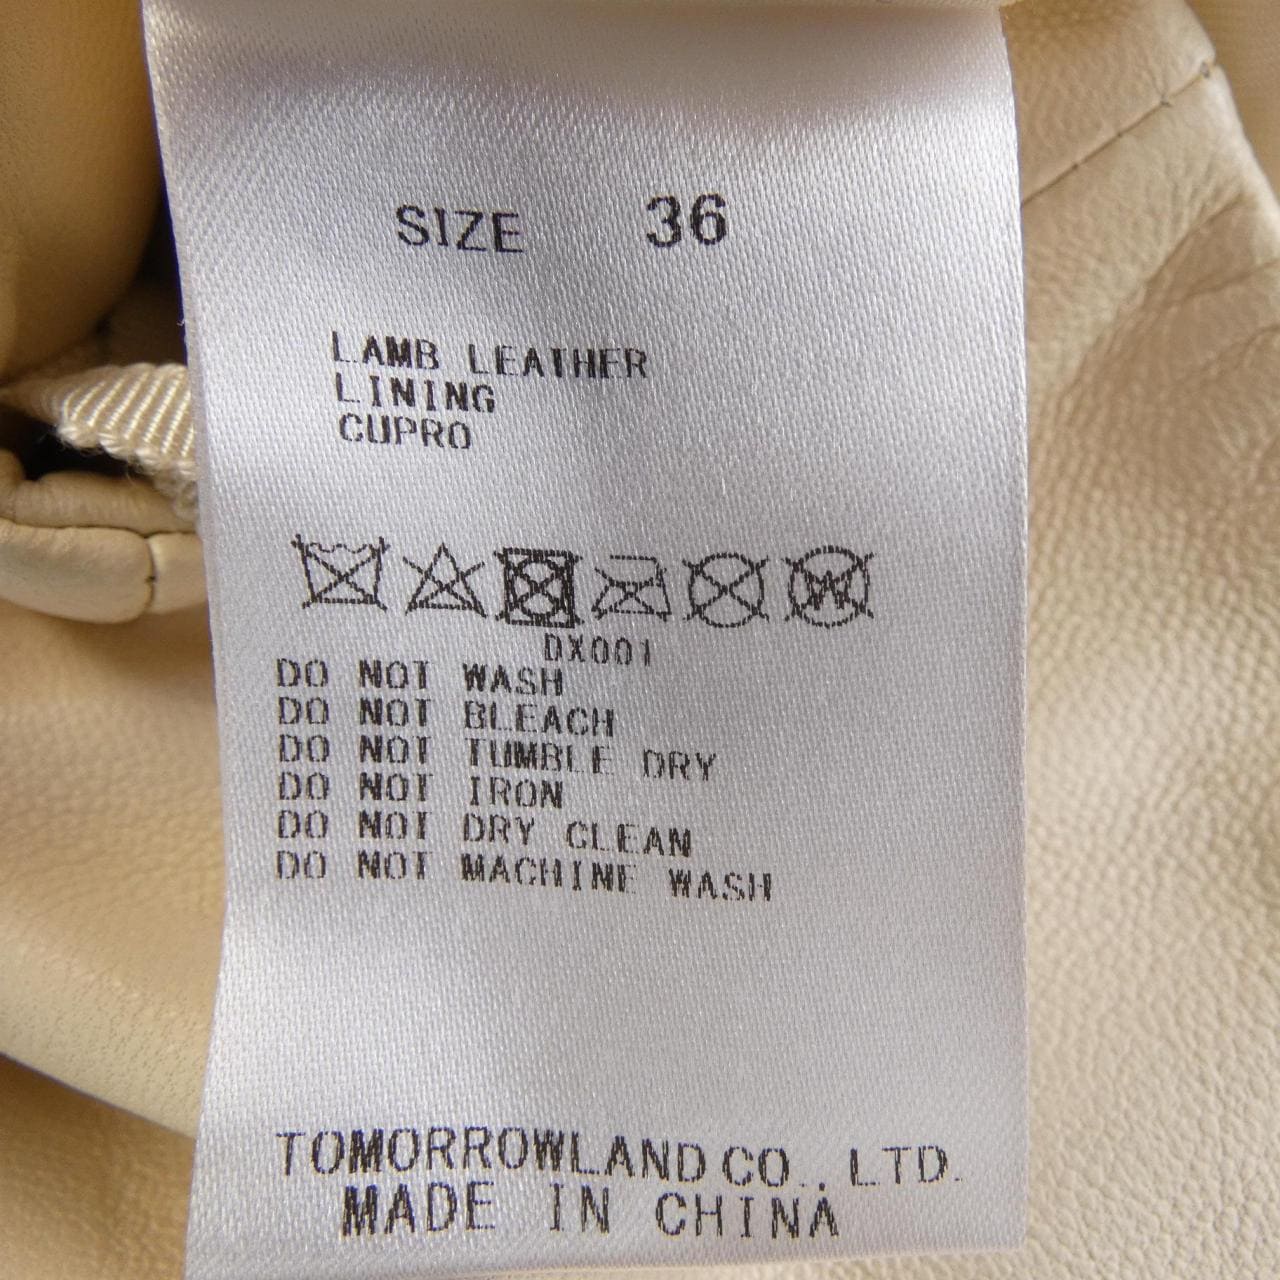 SIZE 36
LAMB LEATHER
LINING
CUPRO
W
DX001
DO NOT WASH
DO NOT BLEACH
DO NOT TUMBLE DRY
DO NOT IRON
DO NOT DRY CLEAN
DO NOT MACHINE WASH
TOMORROWLAND CO., LTD.
MADE IN CHINA